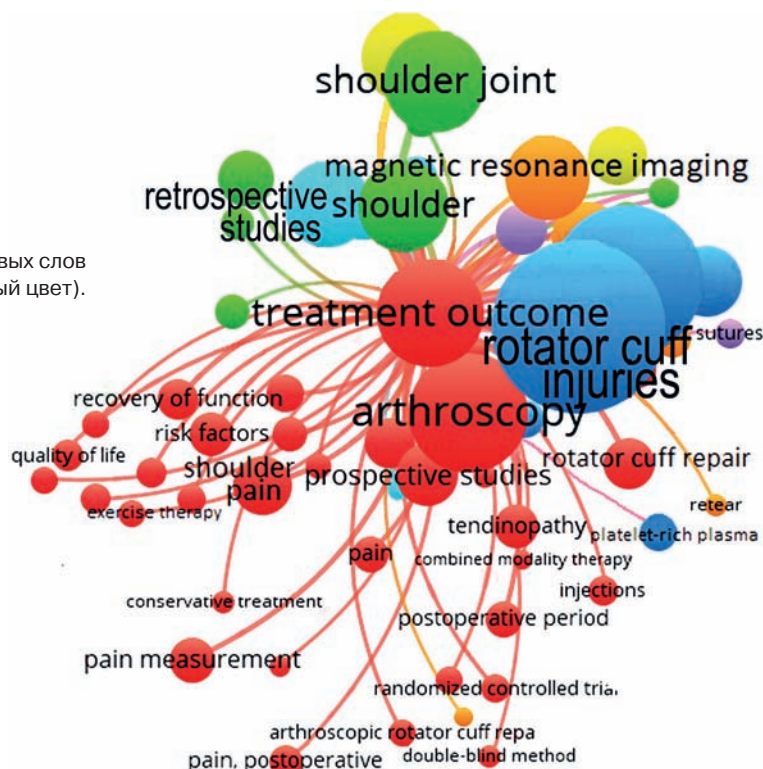 shoulder joint
magnetic resonance imaging
retrospective
studies
shoulder
вых слов
ый цвет).
treatment outcome
rotator cuff
injuries
sutures
recovery of function
arthroscopy
risk factors
quality of life
shoulder
pain
prospective studies
rotator cuff repair
exercise therapy
retear
tendinopathy
platelet-rich plasma
pain
combined modality therapy
injections
conservative treatment
postoperative period
pain measurement
randomized controlled tria
arthroscopic rotator cuff repa
pain, postoperative
double-blind method